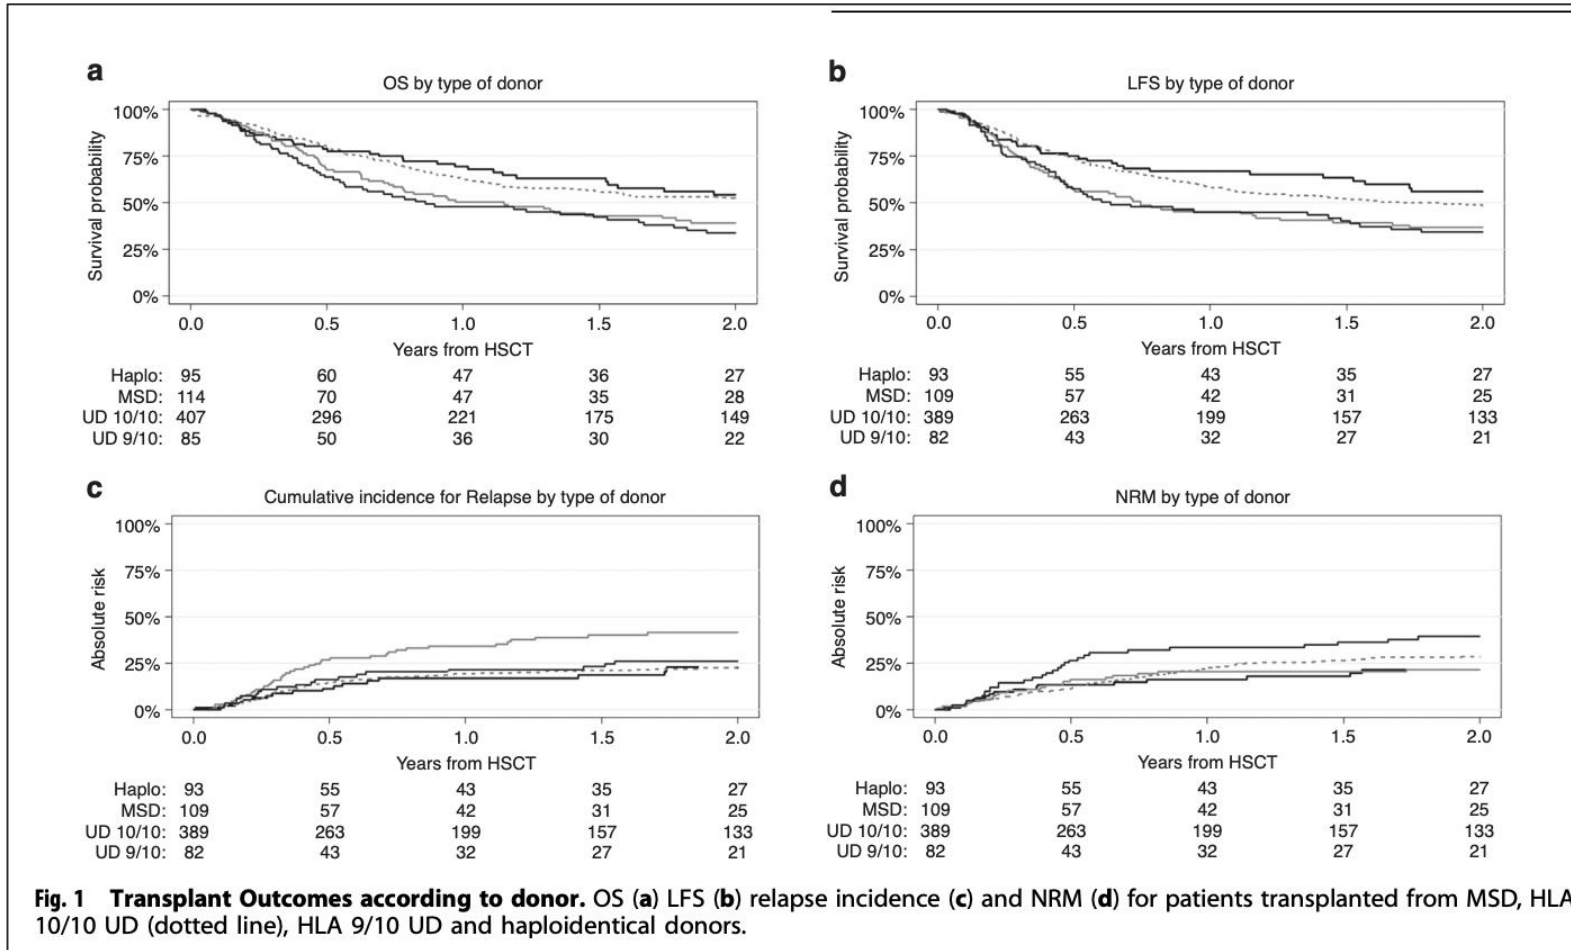 a
OS by type of donor
100%
75%
50%
25%
0%
Survival probability
0.0 0.5 1.0 1.5 2.0
Years from HSCT
Haplo: 95 60 47 36 27
MSD: 114 70 47 35 28
UD 10/10: 407 296 221 175 149
UD 9/10: 85 50 36 30 22
b
LFS by type of donor
100%
75%
50%
25%
0%
Survival probability
0.0 0.5 1.0 1.5 2.0
Years from HSCT
Haplo: 93 55 43 35 27
MSD: 109 57 42 31 25
UD 10/10: 389 263 199 157 133
UD 9/10: 82 43 32 27 21
c
Cumulative incidence for Relapse by type of donor
100%
75%
50%
25%
0%
Absolute risk
0.0 0.5 1.0 1.5 2.0
Years from HSCT
Haplo: 93 55 43 35 27
MSD: 109 57 42 31 25
UD 10/10: 389 263 199 157 133
UD 9/10: 82 43 32 27 21
d
NRM by type of donor
100%
75%
50%
25%
0%
Absolute risk
0.0 0.5 1.0 1.5 2.0
Years from HSCT
Haplo: 93 55 43 35 27
MSD: 109 57 42 31 25
UD 10/10: 389 263 199 157 133
UD 9/10: 82 43 32 27 21
Fig. 1 Transplant Outcomes according to donor. OS (a) LFS (b) relapse incidence (c) and NRM (d) for patients transplanted from MSD, HLA
10/10 UD (dotted line), HLA 9/10 UD and haploidentical donors.